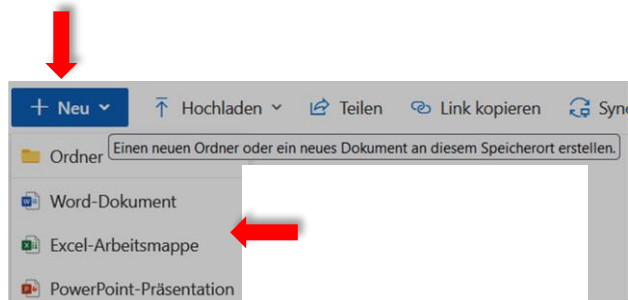 + Neu Hochladen Teilen Link kopieren Sync
Ordner Einen neuen Ordner oder ein neues Dokument an diesem Speicherort erstellen.
Word-Dokument
Excel-Arbeitsmappe
PowerPoint-Präsentation